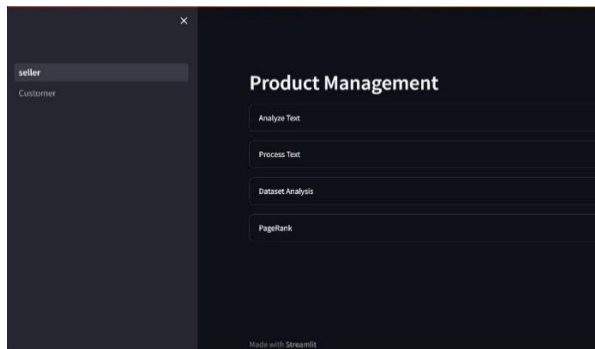 ×
seller
Customer
Product Management
Analyze Text
Process Text
Dataset Analysis
PageRank
Made with Streamlit